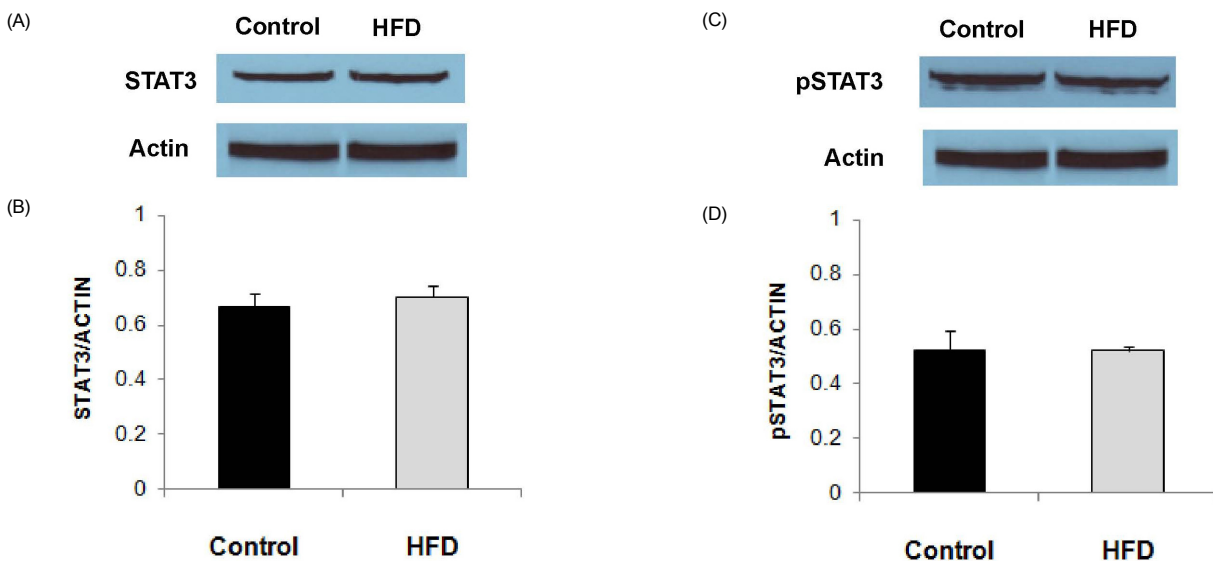 (A)
Control HFD
STAT3
Actin
(B)
1
0.8
0.6
0.4
0.2
0
STAT3/ACTIN
Control HFD
(C)
Control HFD
pSTAT3
Actin
(D)
1
0.8
0.6
0.4
0.2
0
pSTAT3/ACTIN
Control HFD